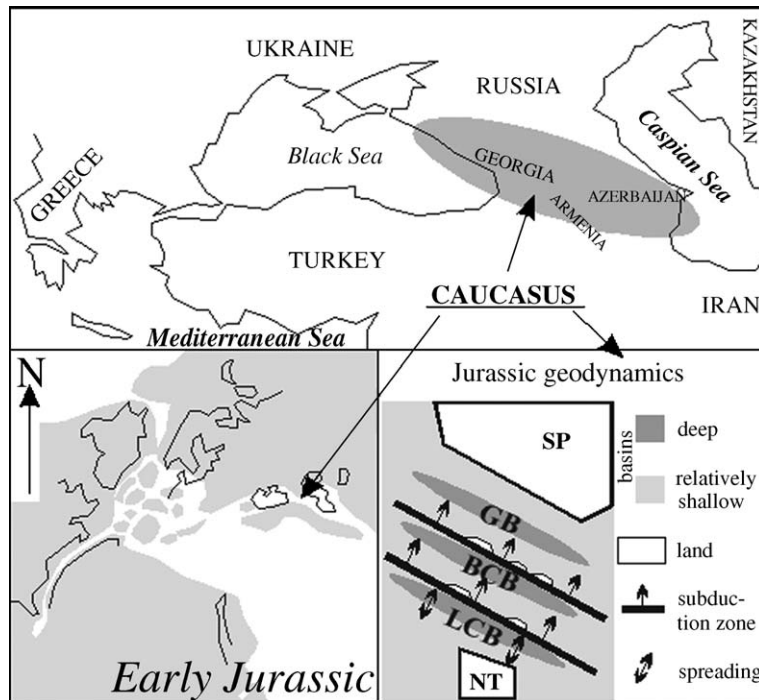 UKRAINE
RUSSIA
KAZAKHSTAN
Black Sea
Caspian Sea
GREECE
GEORGIA
AZERBAIJAN
ARMENIA
TURKEY
CAUCASUS
IRAN
Mediterranean Sea
N
Early Jurassic
Jurassic geodynamics
SP
GB
BCB
LCB
NT
basins
deep
relatively
shallow
land
subduc-
tion zone
spreading